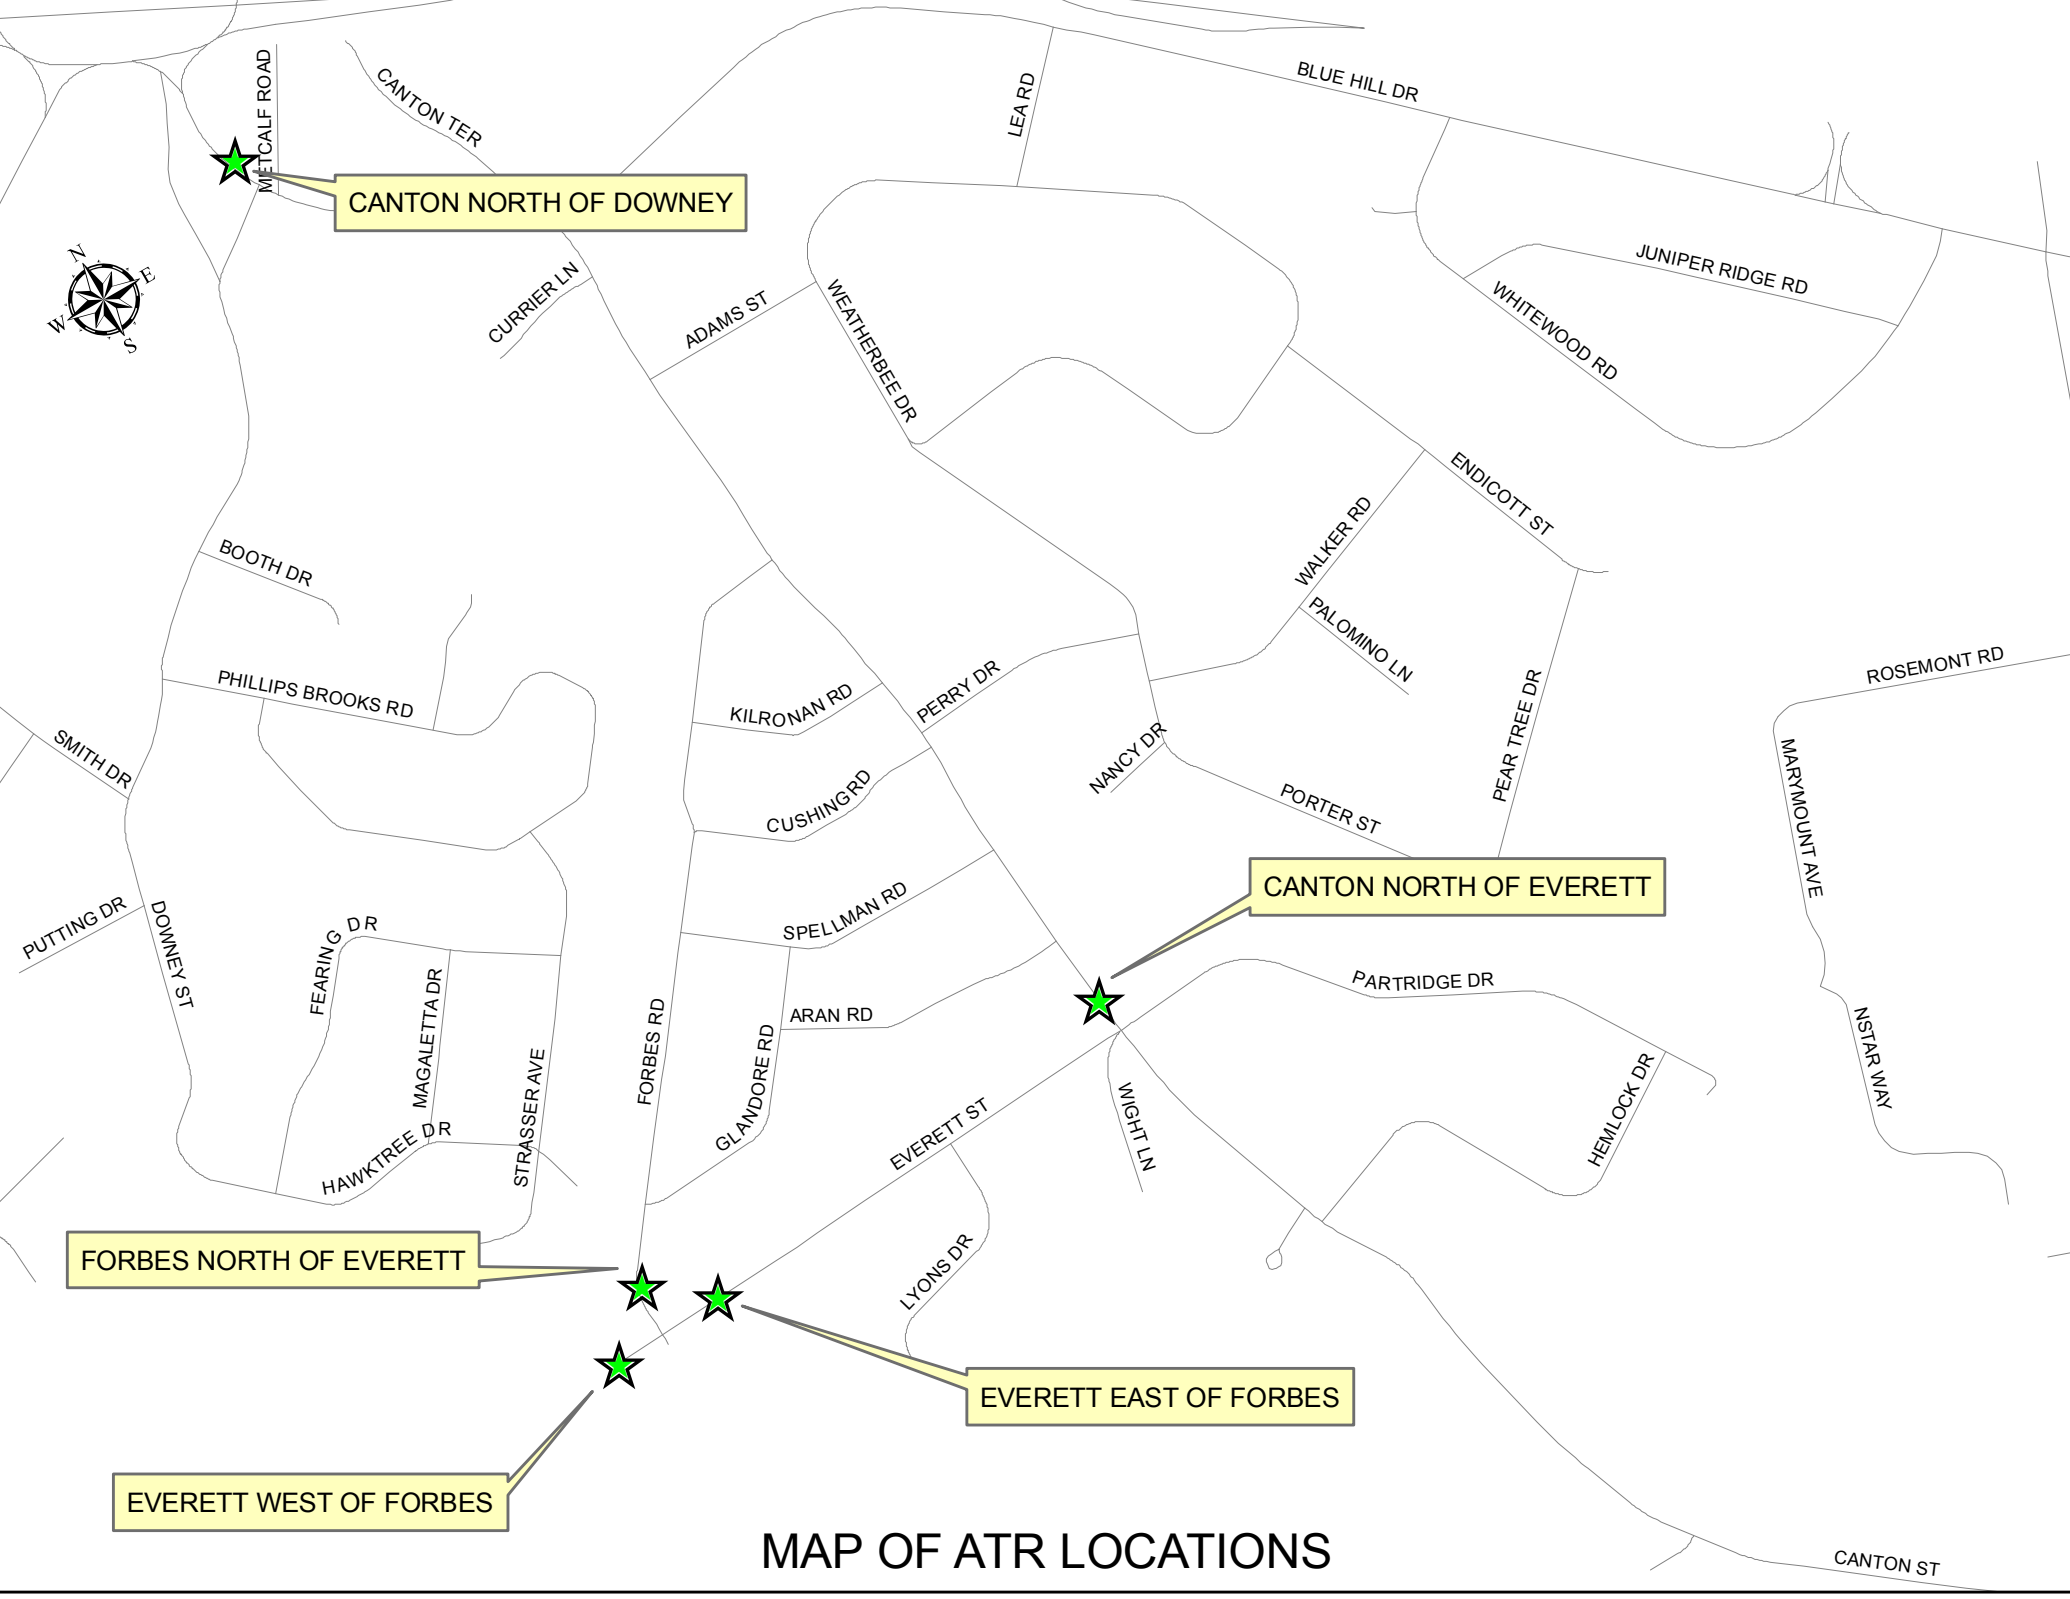 METCALF ROAD
CANTON TER
LEA RD
BLUE HILL DR
CANTON NORTH OF DOWNEY
N
E
W
S
CURRIER LN
ADAMS ST
WEATHERBEE DR
JUNIPER RIDGE RD
WHITEWOOD RD
ENDICOTT ST
WALKER RD
PALOMINO LN
BOOTH DR
PHILLIPS BROOKS RD
KILRONAN RD
PERRY DR
NANCY DR
PEAR TREE DR
ROSEMONT RD
SMITH DR
CUSHING RD
PORTER ST
MARYMOUNT AVE
CANTON NORTH OF EVERETT
PUTTING DR
DOWNEY ST
FEARING DR
SPELLMAN RD
MAGALETTA DR
ARAN RD
PARTRIDGE DR
FORBES RD
GLANDORE RD
STRASSER AVE
NSTAR WAY
HEMLOCK DR
WIGHT LN
EVERETT ST
HAWKTREE DR
LYONS DR
FORBES NORTH OF EVERETT
EVERETT EAST OF FORBES
EVERETT WEST OF FORBES
MAP OF ATR LOCATIONS
CANTON ST